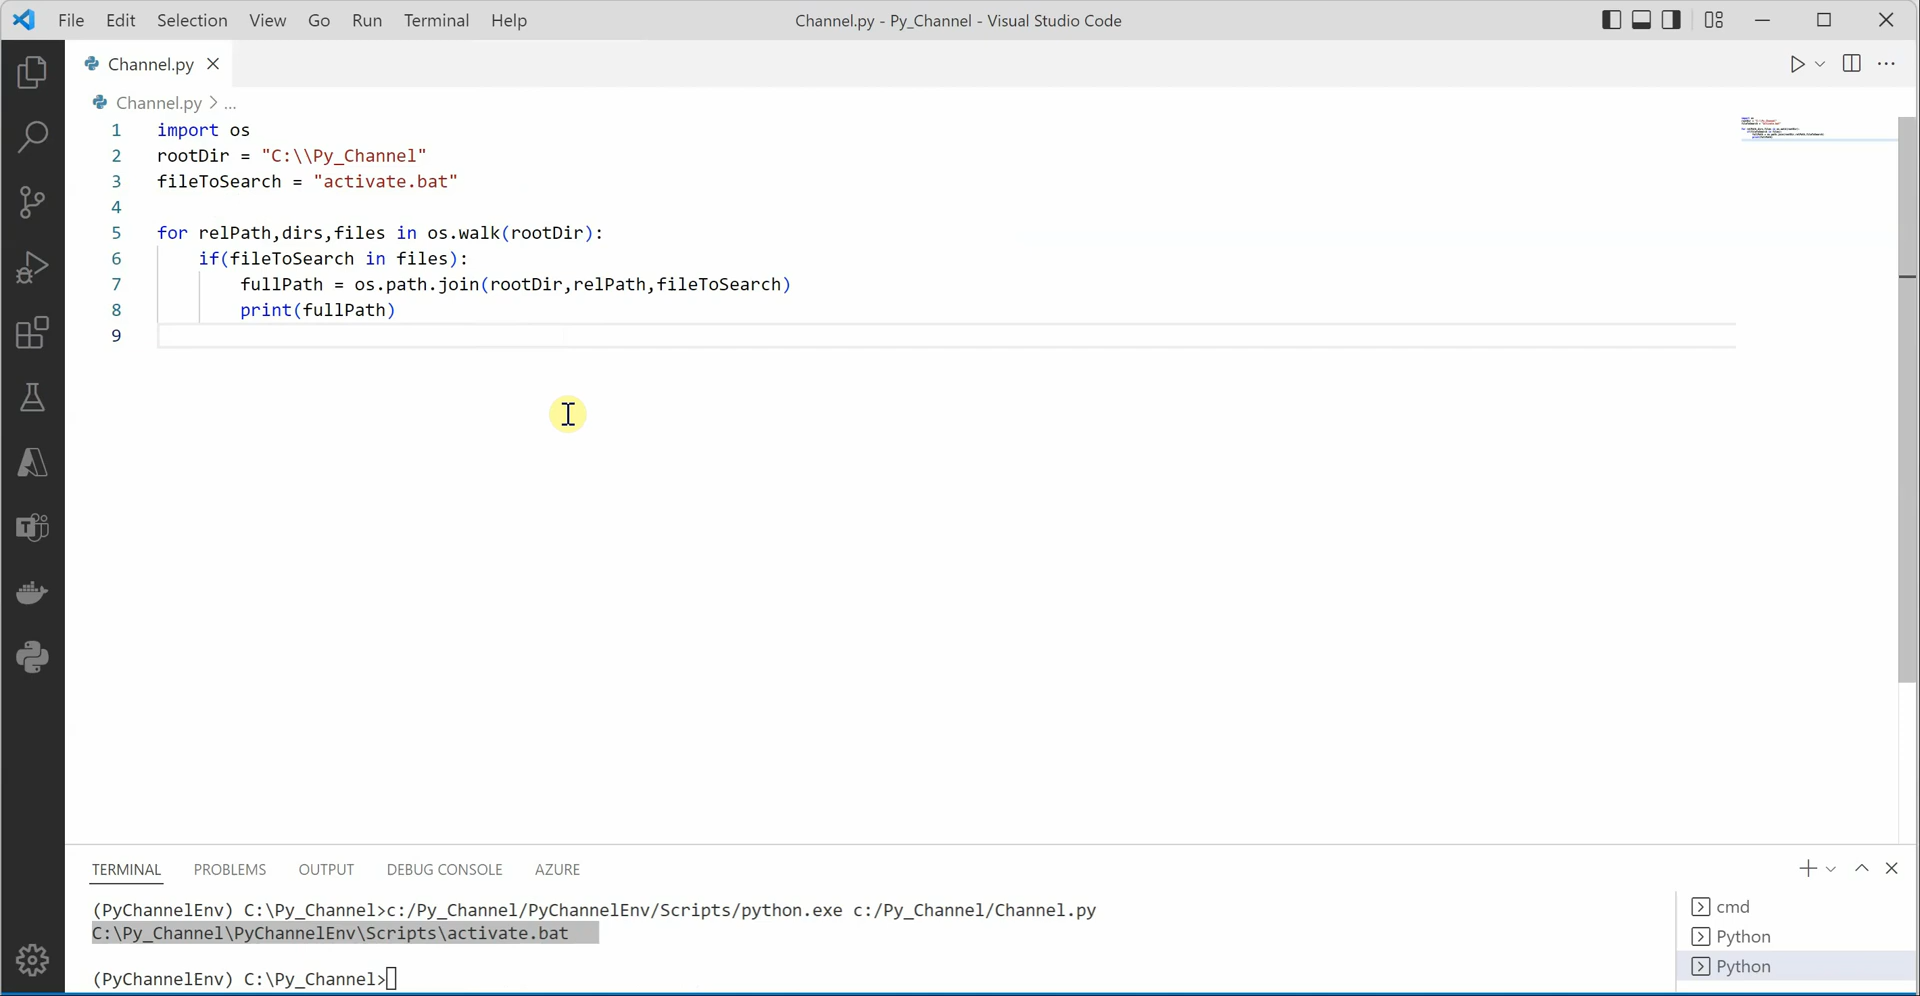 File Edit Selection View Go Run Terminal Help Channel.py - Py_Channel - Visual Studio Code
Channel.py
Channel.py > ...
1 import os
2 rootDir = "C:\\Py_Channel"
3 fileToSearch = "activate.bat"
4
5 for relPath,dirs,files in os.walk(rootDir):
6     if(fileToSearch in files):
7         fullPath = os.path.join(rootDir,relPath,fileToSearch)
8         print(fullPath)
9
TERMINAL PROBLEMS OUTPUT DEBUG CONSOLE AZURE
(PyChannelEnv) C:\Py_Channel>c:/Py_Channel/PyChannelEnv/Scripts/python.exe c:/Py_Channel/Channel.py
C:\Py_Channel\PyChannelEnv\Scripts\activate.bat
(PyChannelEnv) C:\Py_Channel>
cmd
Python
Python